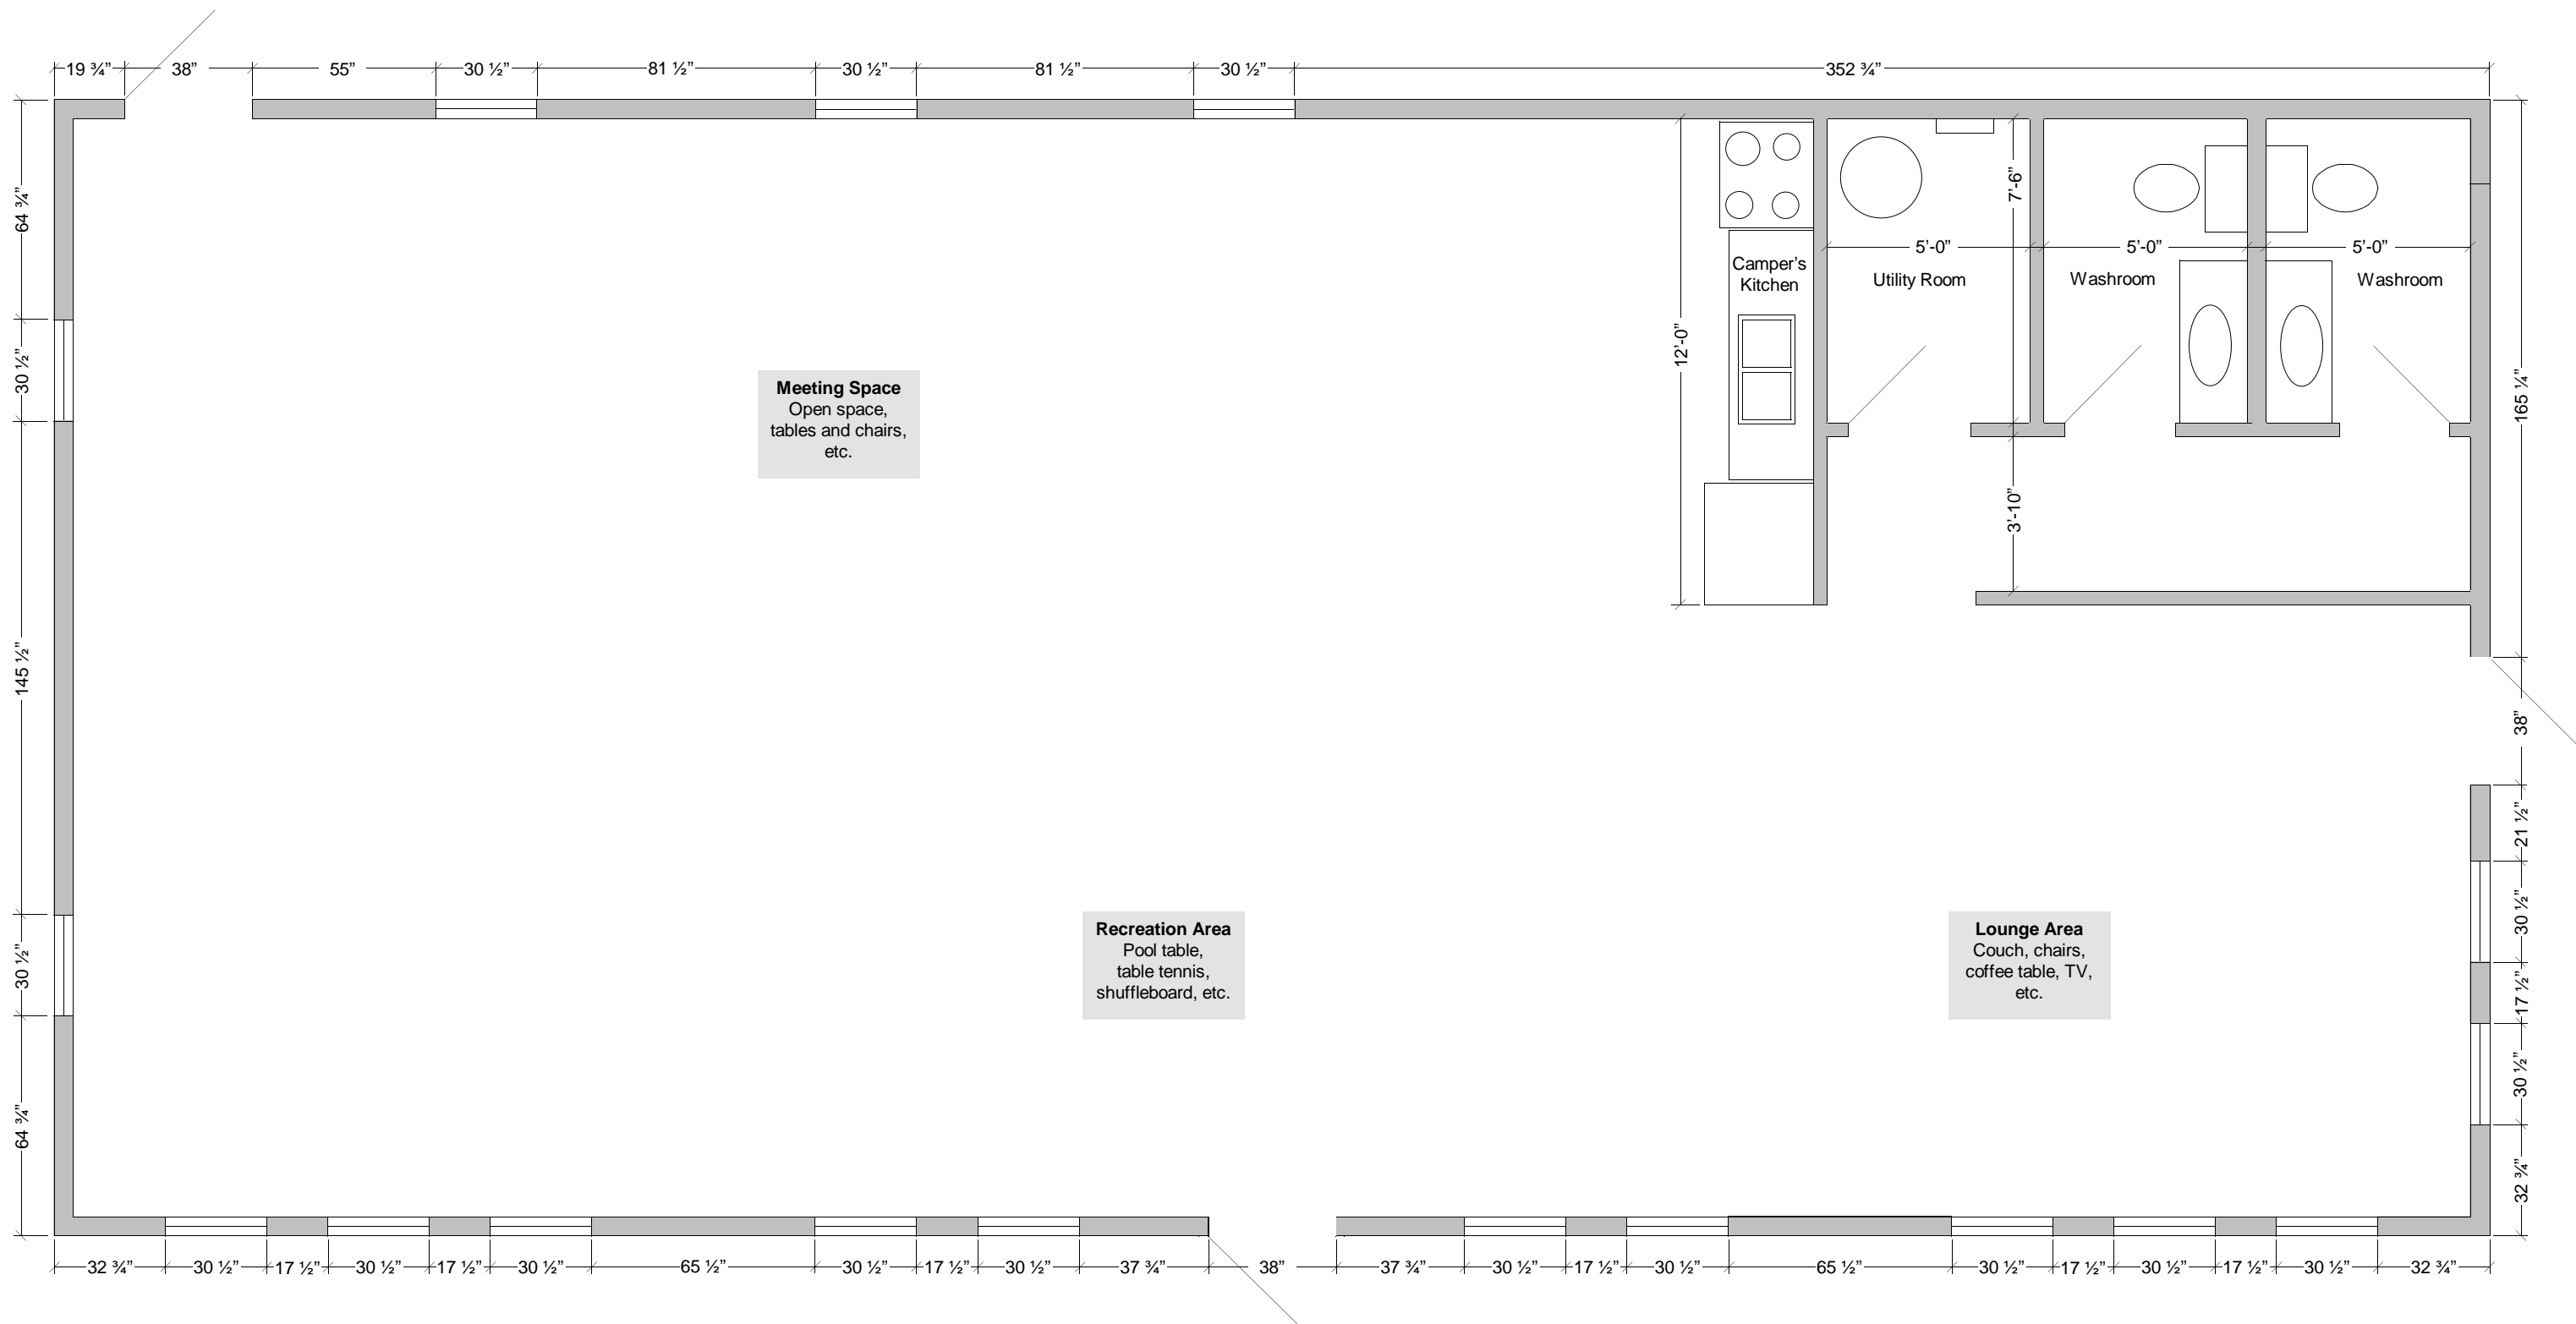 19 ¾” 38” 55” 30 ½” 81 ½” 30 ½” 81 ½” 30 ½” 352 ¾”
64 ¾”
30 ½”
145 ½”
30 ½”
64 ¾”
12’-0”
Camper’s
Kitchen
7’-6”
5’-0” 5’-0” 5’-0”
Utility Room Washroom Washroom
3’-10”
165 ¼”
38”
21 ½”
30 ½”
17 ½”
30 ½”
32 ¾”
Meeting Space
Open space,
tables and chairs,
etc.
Recreation Area
Pool table,
table tennis,
shuffleboard, etc.
Lounge Area
Couch, chairs,
coffee table, TV,
etc.
32 ¾” 30 ½” 17 ½” 30 ½” 17 ½” 30 ½” 65 ½” 30 ½” 17 ½” 30 ½” 37 ¾” 38” 37 ¾” 30 ½” 17 ½” 30 ½” 65 ½” 30 ½” 17 ½” 30 ½” 17 ½” 30 ½” 32 ¾”